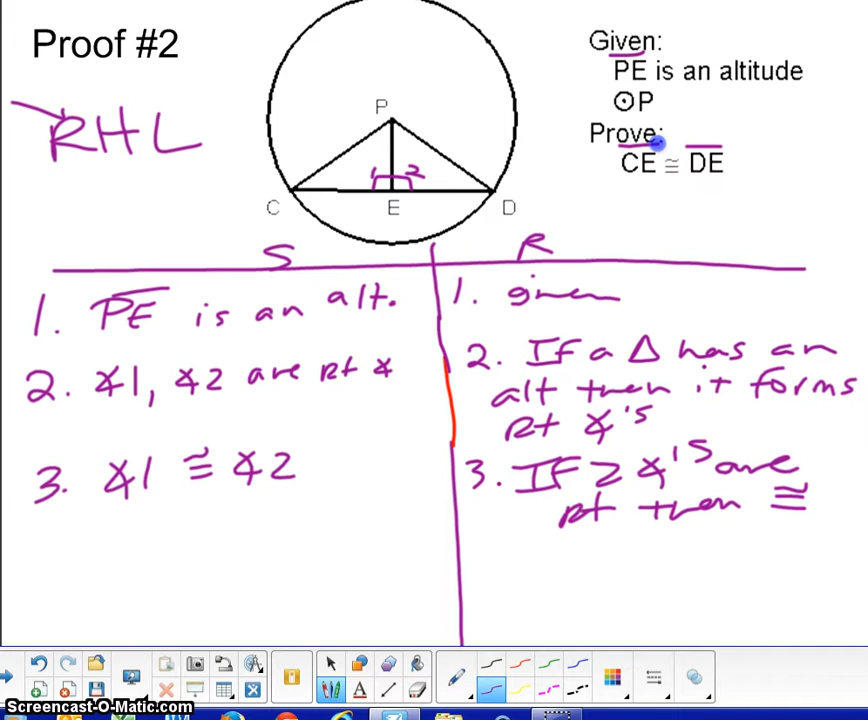 Proof #2
RHL
P
1 2
C E D
Given:
PE is an altitude
⊙P
Prove:
CE ≅ DE
S R
1. PE is an alt.
1. given
2. ∡1, ∡2 are Rt ∡
2. If a △ has an
alt then it forms
Rt ∡'s
3. ∡1 ≅ ∡2
3. If 2 ∡'s are
Rt then ≅
Screencast-O-Matic.com